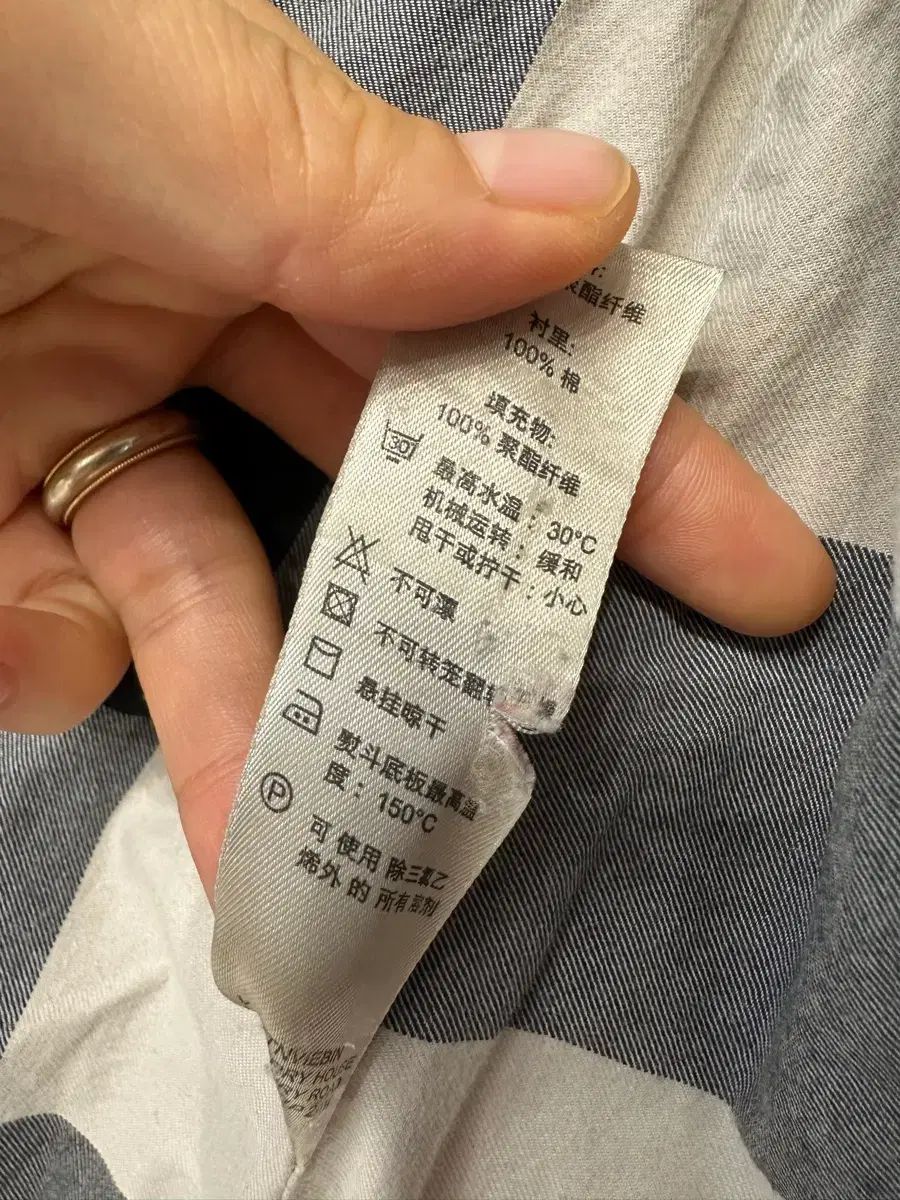 聚酯纤维
衬里:
100% 棉
填充物:
100% 聚酯纤维
30
最高水温: 30°C
机械运转: 缓和
甩干或拧干: 小心
不可漂
不可转笼翻
悬挂晾干
熨斗底板最高温
度: 150°C
P
可 使用 除三氯乙
烯外 的 所有溶剂